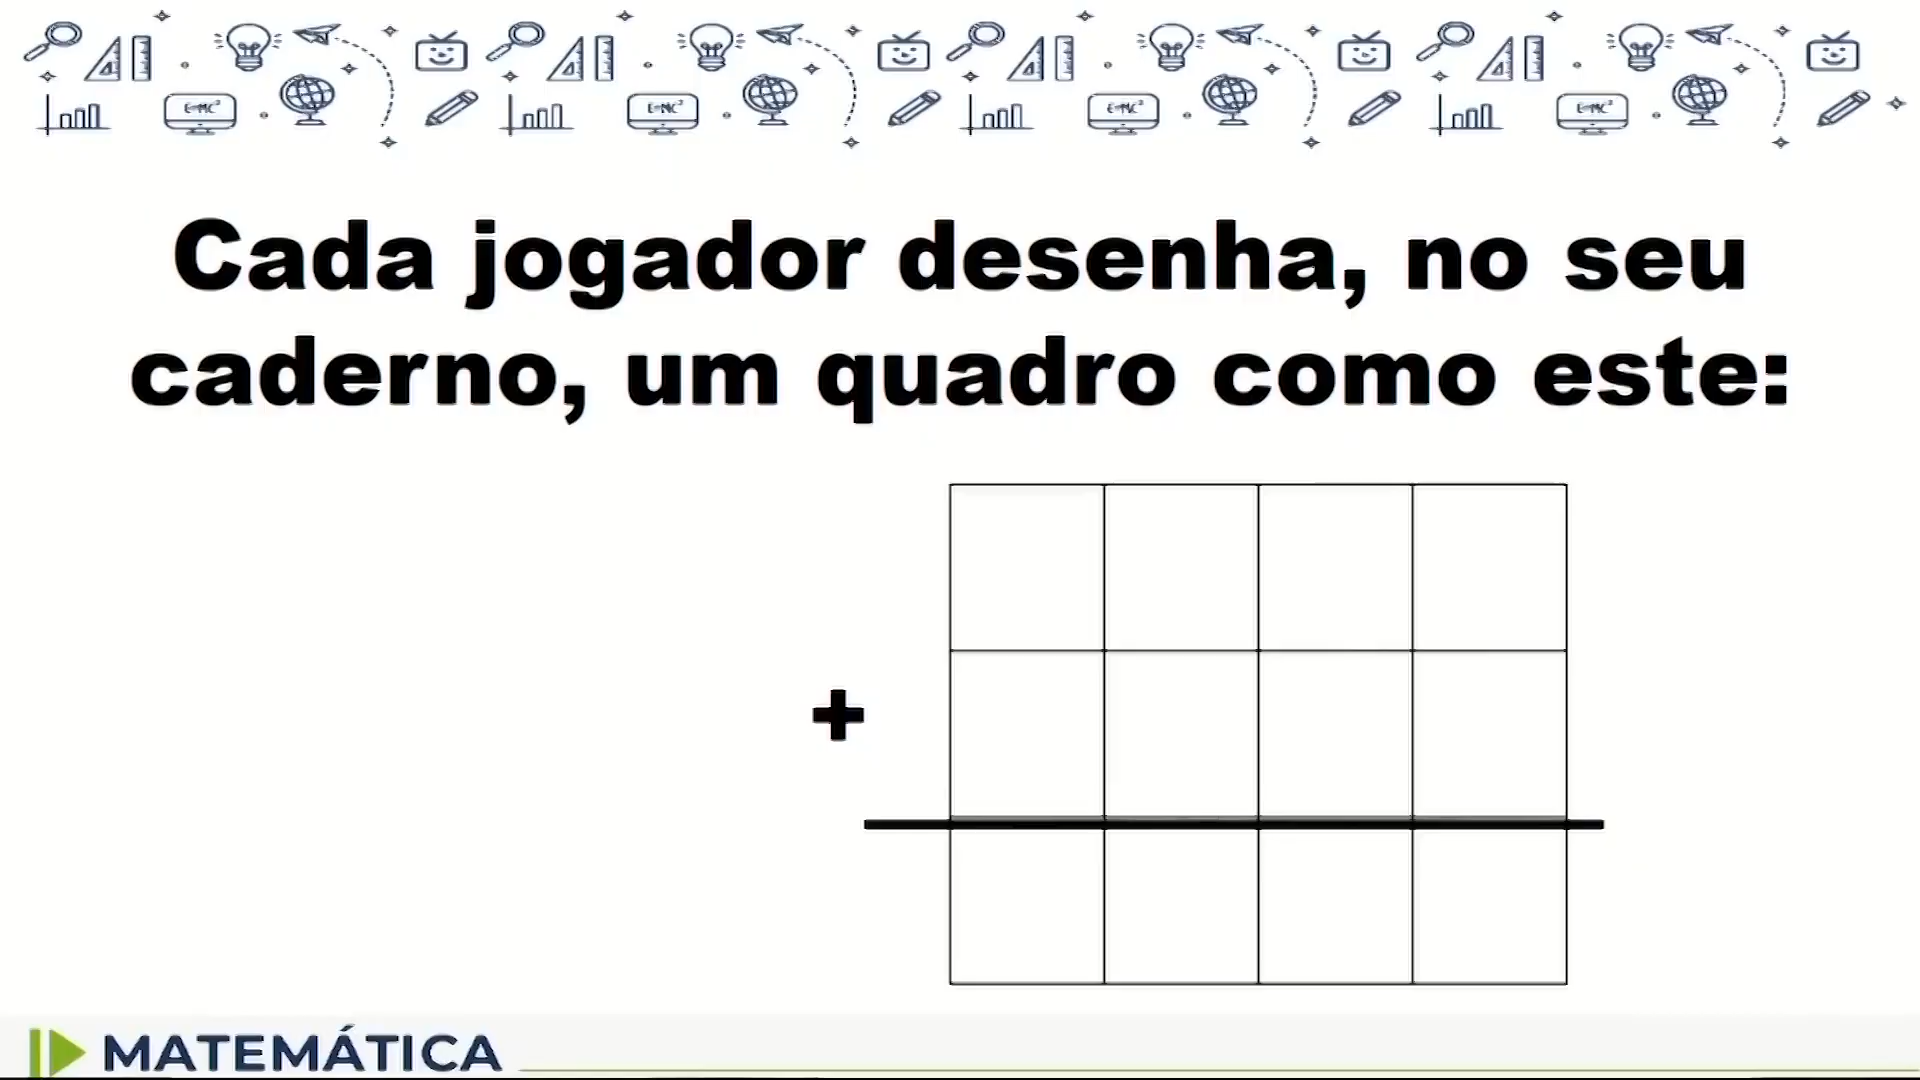 Cada jogador desenha, no seu
caderno, um quadro como este:
+
MATEMÁTICA